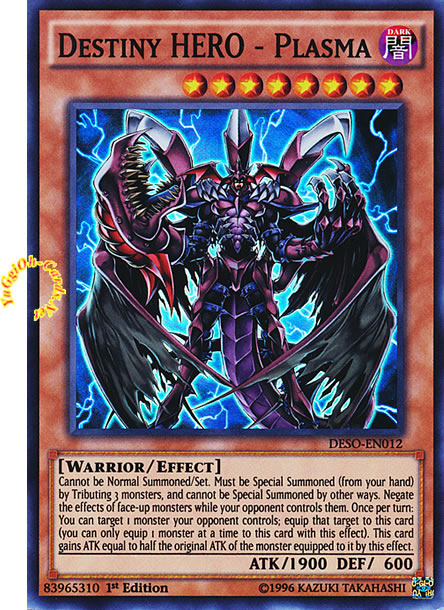 DESTINY HERO - PLASMA
DARK
闇
YuGiOh-Cards.Net
DESO-EN012
[WARRIOR/EFFECT]
Cannot be Normal Summoned/Set. Must be Special Summoned (from your hand)
by Tributing 3 monsters, and cannot be Special Summoned by other ways. Negate
the effects of face-up monsters while your opponent controls them. Once per turn:
You can target 1 monster your opponent controls; equip that target to this card
(you can only equip 1 monster at a time to this card with this effect). This card
gains ATK equal to half the original ATK of the monster equipped to it by this effect.
ATK/1900 DEF/ 600
83965310 1st Edition ©1996 KAZUKI TAKAHASHI